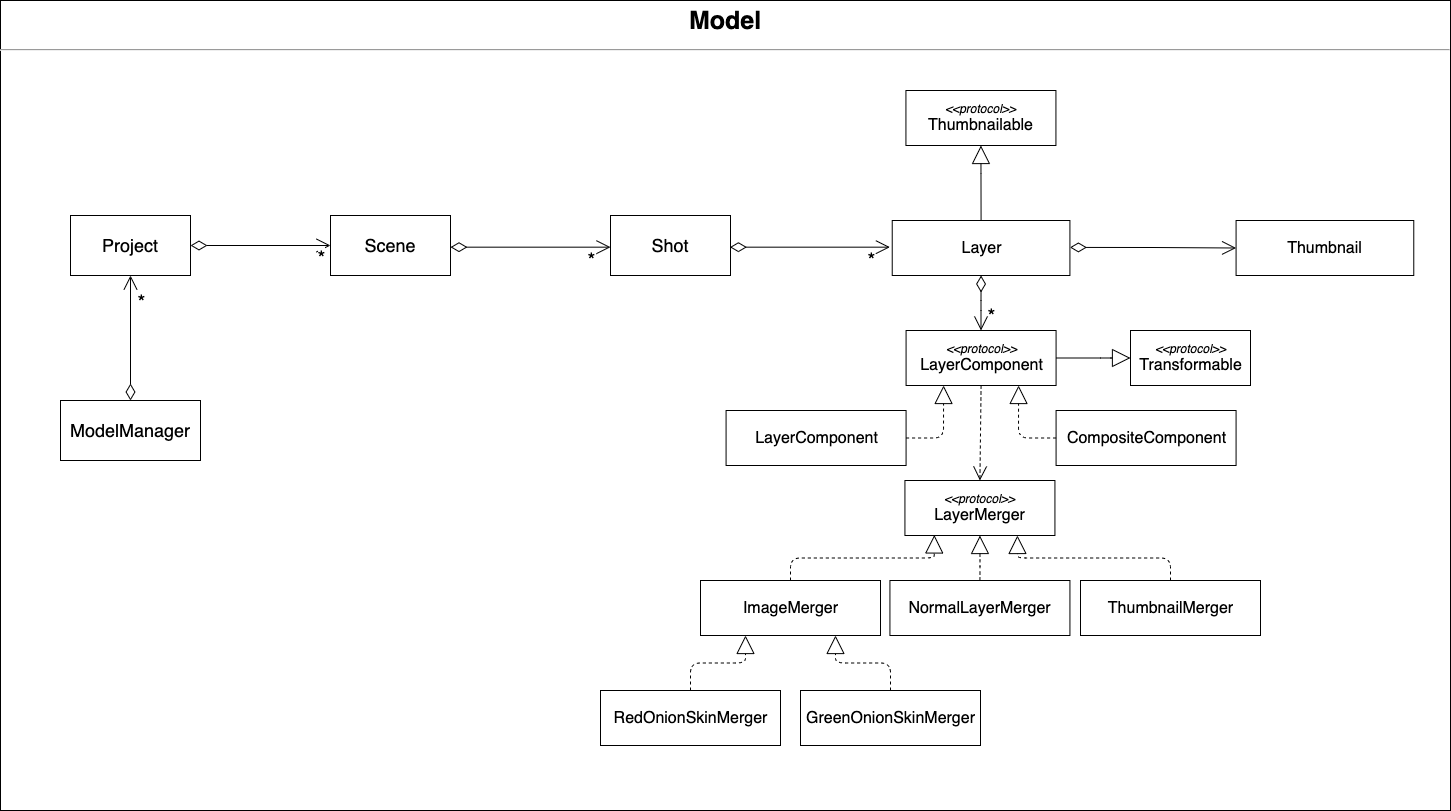 Model
<<protocol>>
Thumbnailable
Project
*
Scene
*
Shot
*
Layer
Thumbnail
*
*
<<protocol>>
LayerComponent
<<protocol>>
Transformable
ModelManager
LayerComponent
CompositeComponent
<<protocol>>
LayerMerger
ImageMerger
NormalLayerMerger
ThumbnailMerger
RedOnionSkinMerger
GreenOnionSkinMerger